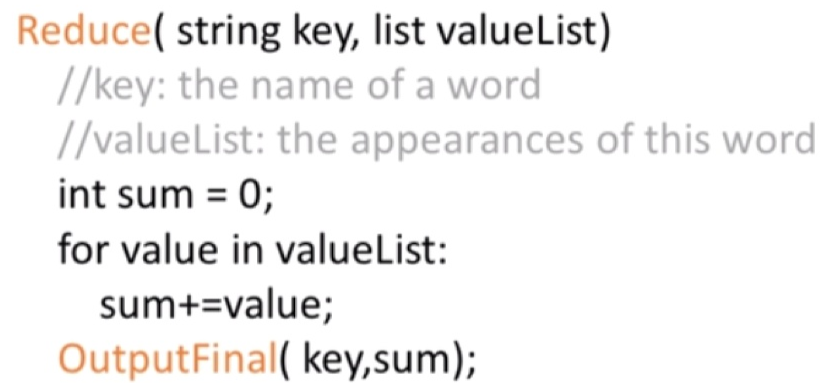 Reduce( string key, list valueList)
//key: the name of a word
//valueList: the appearances of this word
int sum = 0;
for value in valueList:
sum+=value;
OutputFinal( key,sum);